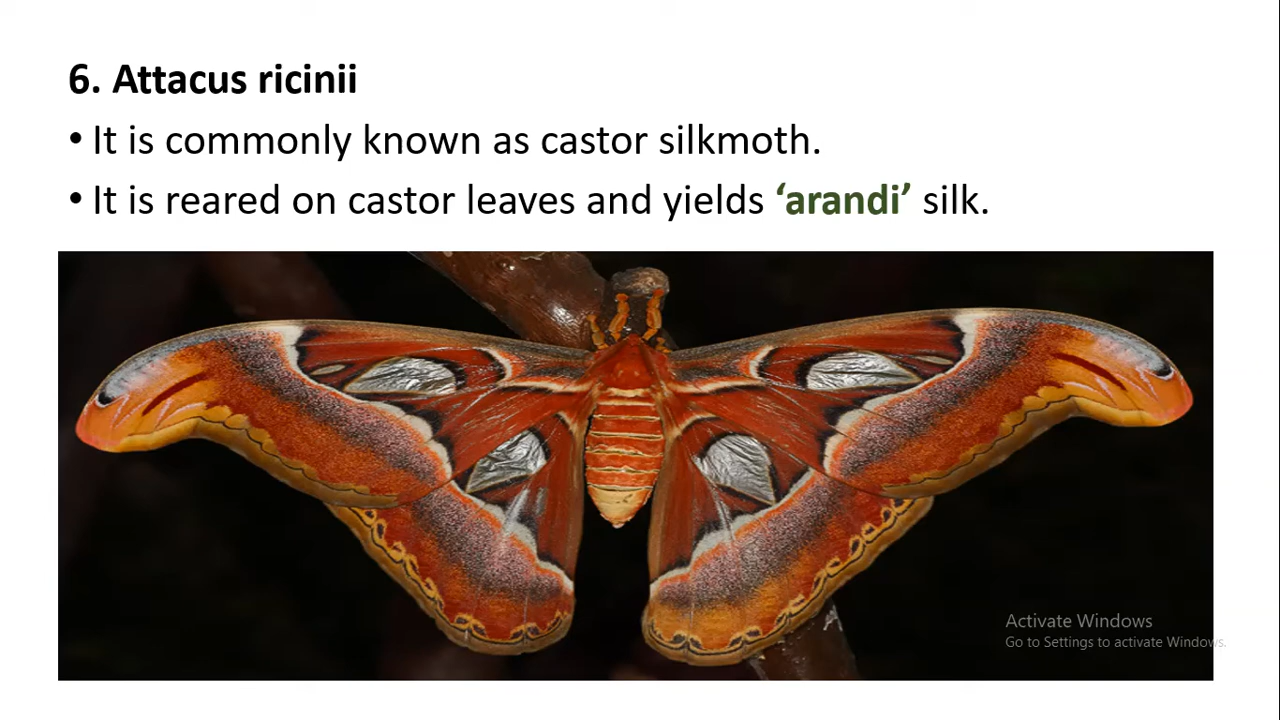 6. Attacus ricinii
• It is commonly known as castor silkmoth.
• It is reared on castor leaves and yields ‘arandi’ silk.
Activate Windows
Go to Settings to activate Windows.